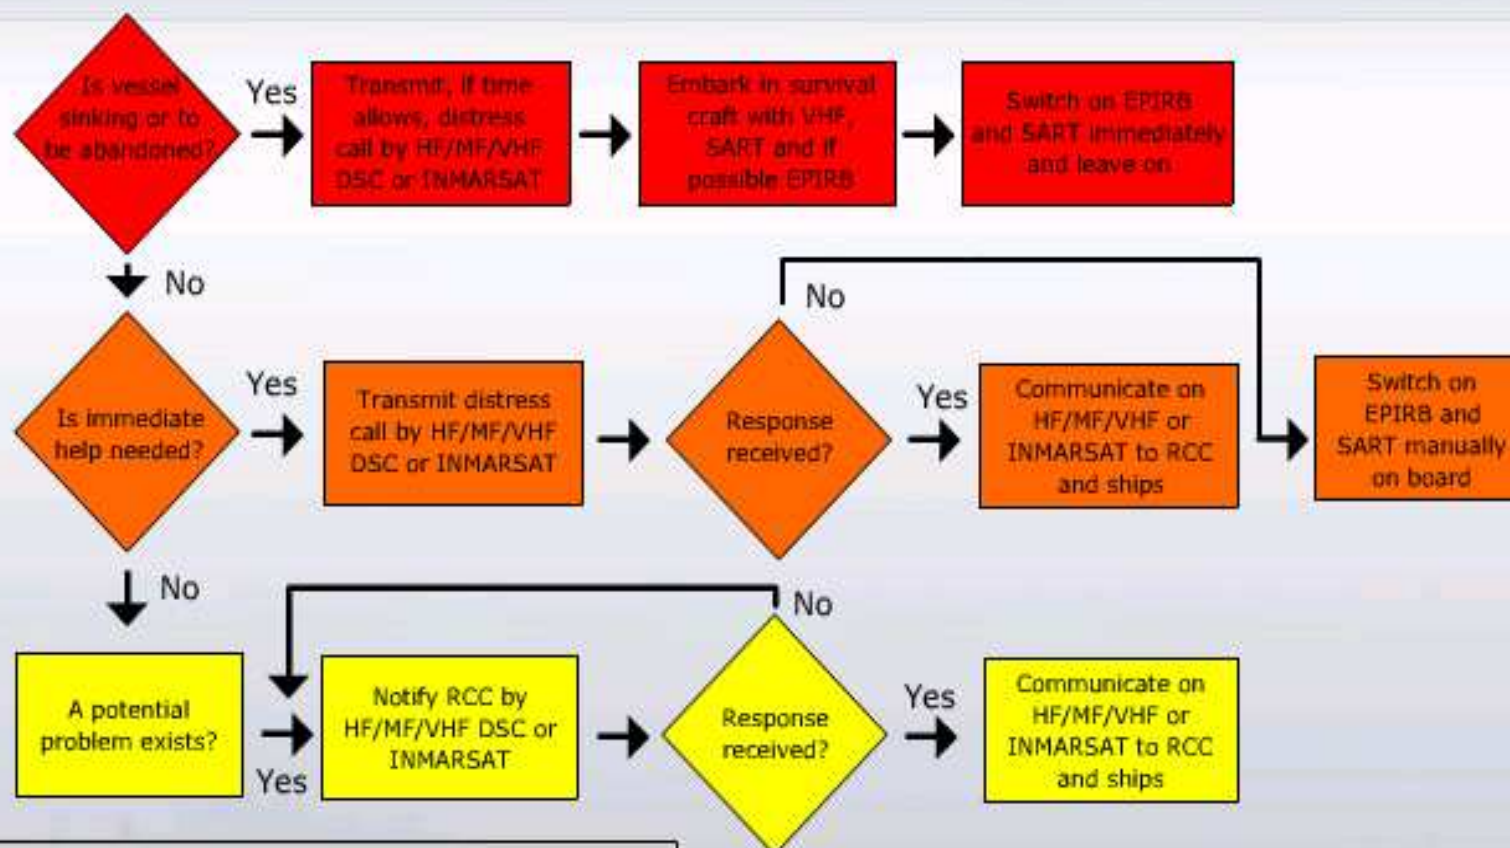 Is vessel
sinking or to
be abandoned?
Yes
Transmit, if time
allows, distress
call by HF/MF/VHF
DSC or INMARSAT
Embark in survival
craft with VHF,
SART and if
possible EPIRB
Switch on EPIRB
and SART immediately
and leave on
No
Is immediate
help needed?
Yes
Transmit distress
call by HF/MF/VHF
DSC or INMARSAT
Response
received?
No
Yes
Communicate on
HF/MF/VHF or
INMARSAT to RCC
and ships
Switch on
EPIRB and
SART manually
on board
No
A potential
problem exists?
Yes
Notify RCC by
HF/MF/VHF DSC or
INMARSAT
Response
received?
No
Yes
Communicate on
HF/MF/VHF or
INMARSAT to RCC
and ships